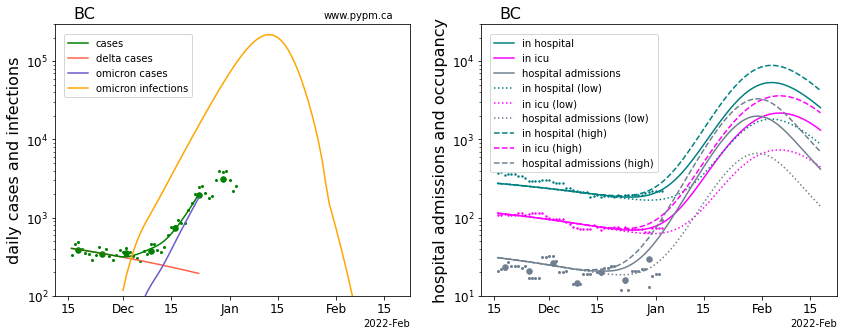 BC
www.pypm.ca
daily cases and infections
10^5
10^4
10^3
10^2
cases
delta cases
omicron cases
omicron infections
15 Dec 15 Jan 15 Feb 15
2022-Feb
BC
hospital admissions and occupancy
10^4
10^3
10^2
10^1
in hospital
in icu
hospital admissions
in hospital (low)
in icu (low)
hospital admissions (low)
in hospital (high)
in icu (high)
hospital admissions (high)
15 Dec 15 Jan 15 Feb 15
2022-Feb